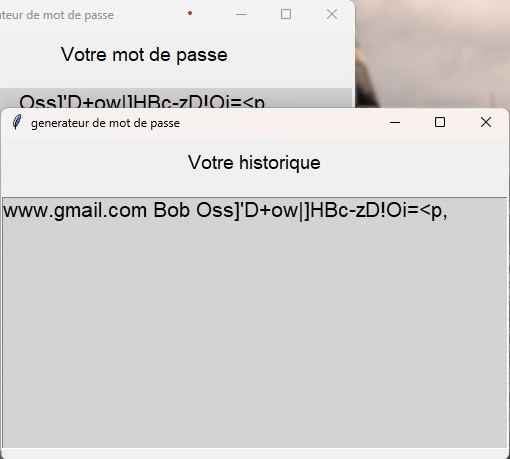 ateur de mot de passe
Votre mot de passe
Oss]'D+ow|]HBc-zD!Oi=<p
generateur de mot de passe
Votre historique
www.gmail.com Bob Oss]'D+ow|]HBc-zD!Oi=<p,